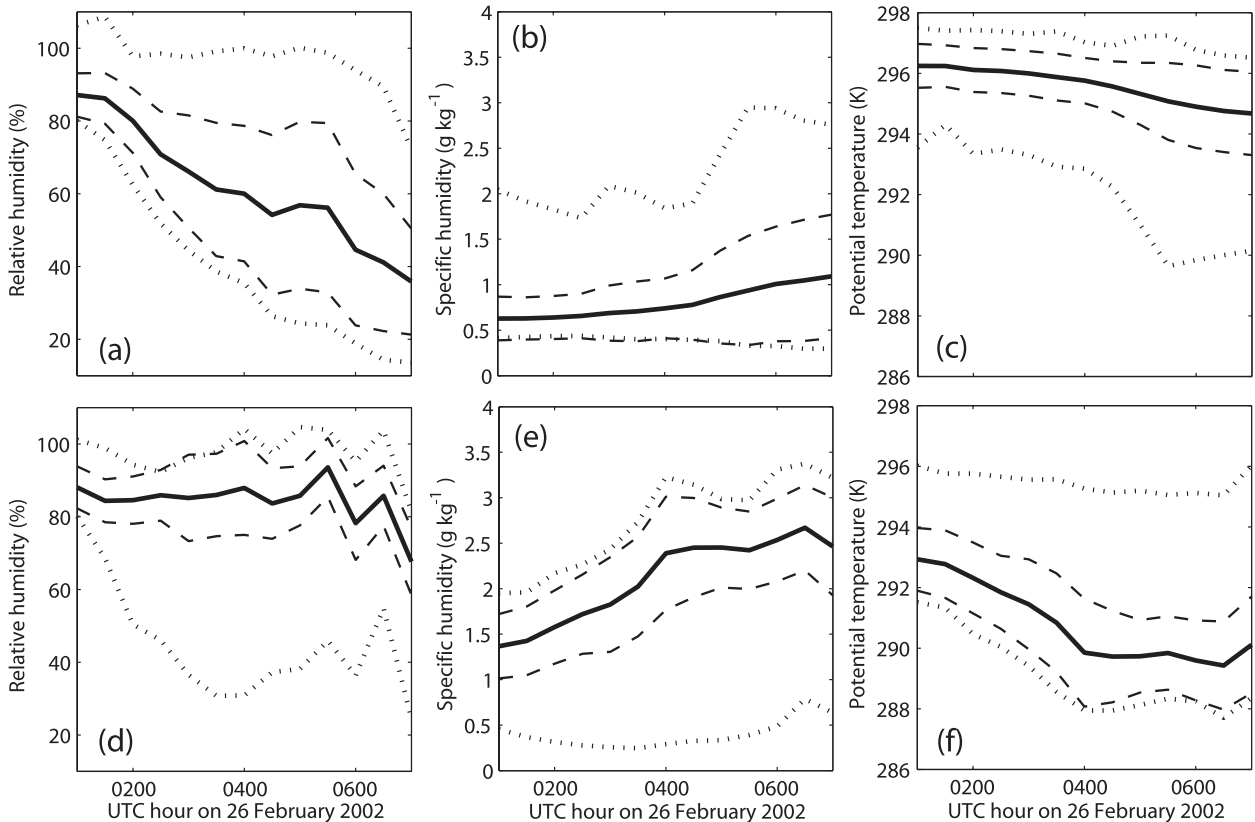 Relative humidity (%)
100
80
60
40
20
(a)
Specific humidity (g kg⁻¹)
4
3.5
3
2.5
2
1.5
1
0.5
0
(b)
Potential temperature (K)
298
296
294
292
290
288
286
(c)
Relative humidity (%)
100
80
60
40
20
(d)
0200 0400 0600
UTC hour on 26 February 2002
Specific humidity (g kg⁻¹)
4
3.5
3
2.5
2
1.5
1
0.5
0
(e)
0200 0400 0600
UTC hour on 26 February 2002
Potential temperature (K)
298
296
294
292
290
288
286
(f)
0200 0400 0600
UTC hour on 26 February 2002